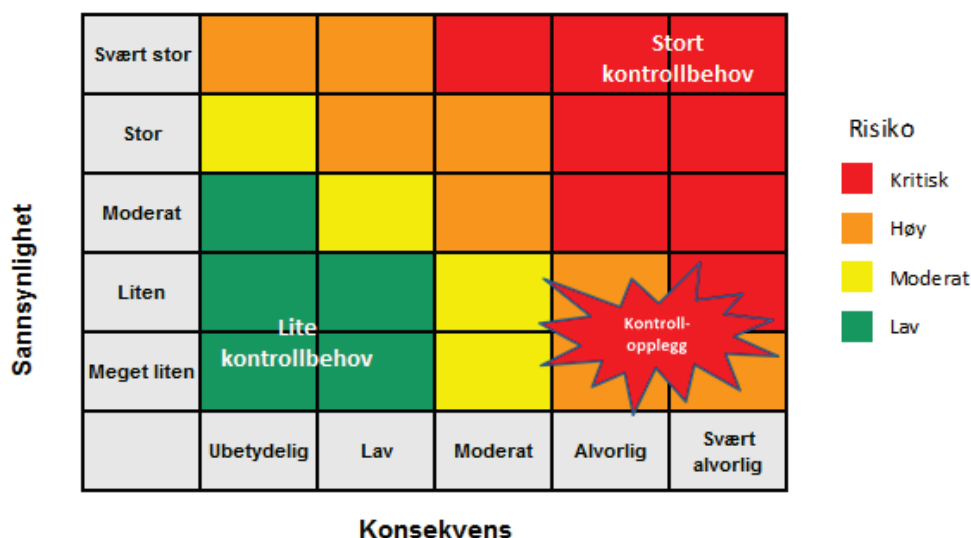 Sannsynlighet
Svært stor
Stort
kontrollbehov
Stor
Moderat
Liten
Lite
kontrollbehov
Kontroll-
opplegg
Meget liten
Ubetydelig
Lav
Moderat
Alvorlig
Svært
alvorlig
Konsekvens
Risiko
Kritisk
Høy
Moderat
Lav